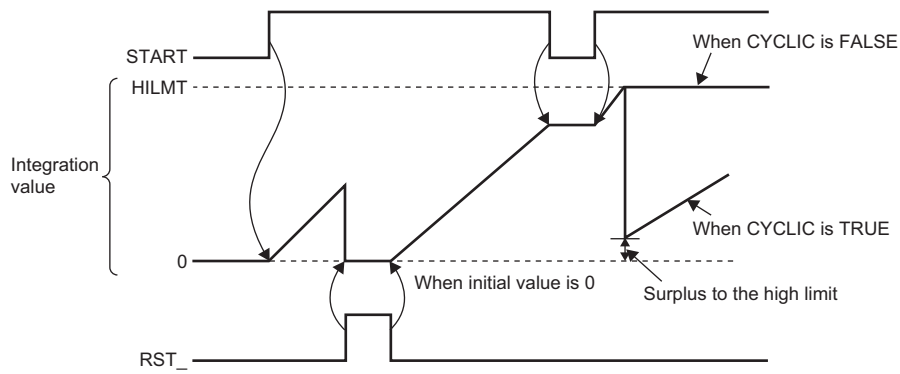 START
When CYCLIC is FALSE
HILMT
Integration
value
When CYCLIC is TRUE
0
When initial value is 0
Surplus to the high limit
RST_